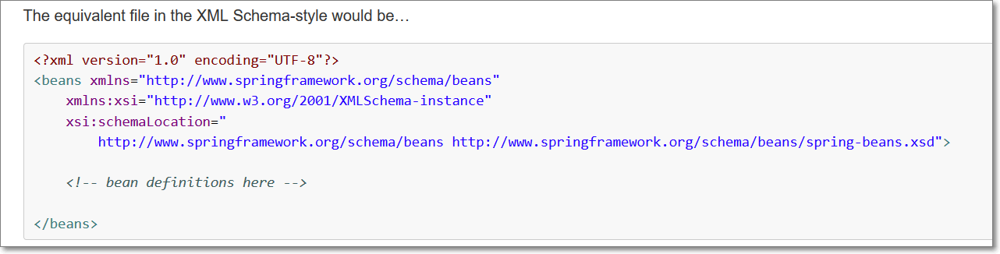 The equivalent file in the XML Schema-style would be…
<?xml version="1.0" encoding="UTF-8"?>
<beans xmlns="http://www.springframework.org/schema/beans"
    xmlns:xsi="http://www.w3.org/2001/XMLSchema-instance"
    xsi:schemaLocation="
        http://www.springframework.org/schema/beans http://www.springframework.org/schema/beans/spring-beans.xsd">
    <!-- bean definitions here -->
</beans>